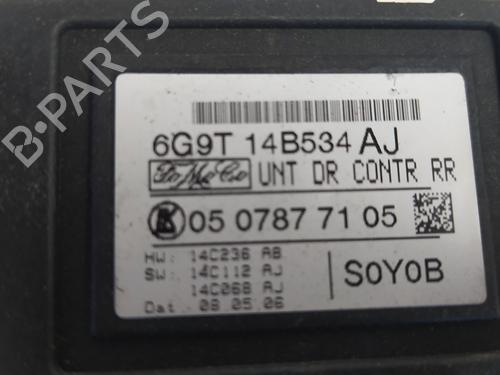 B-PARTS
6G9T 14B534 AJ
FoMoCo UNT DR CONTR RR
K 05 0787 71 05
HW: 14C236 AB
SW: 14C112 AJ
14C068 AJ
Dat: 08.05.06
S0Y0B